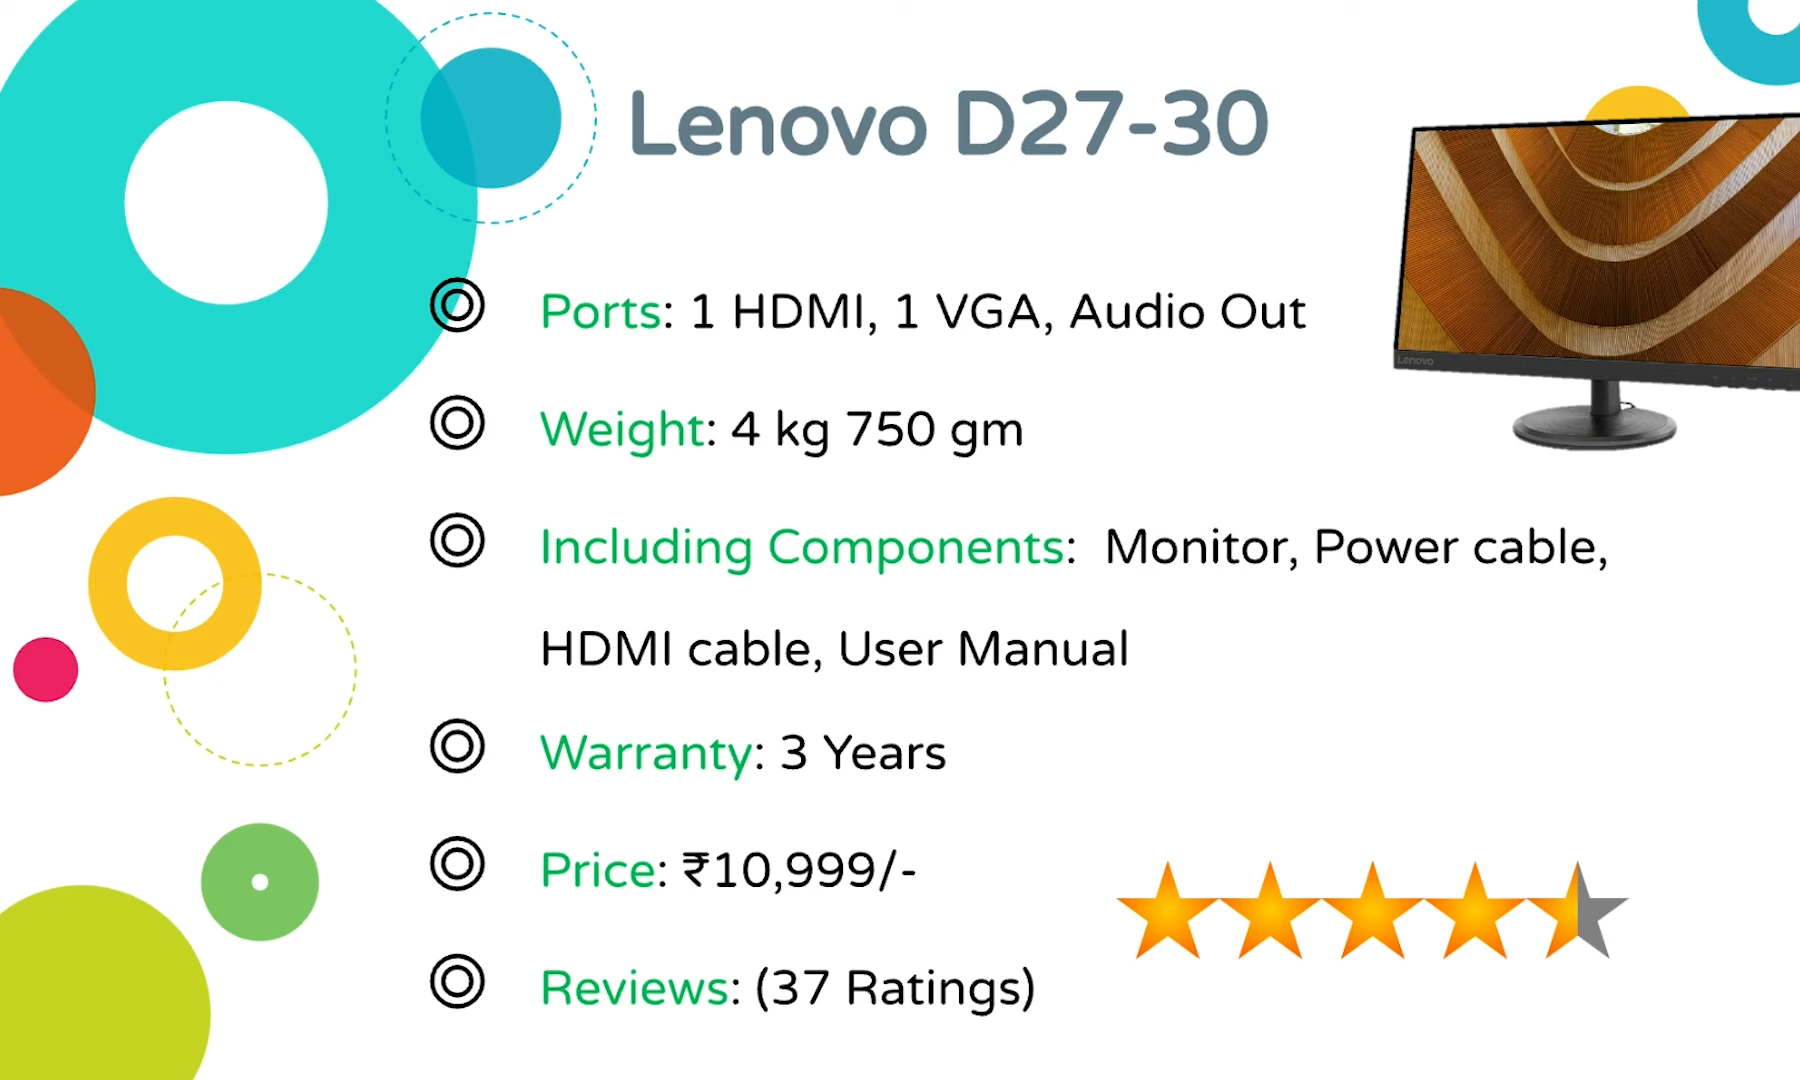 Lenovo D27-30
Ports: 1 HDMI, 1 VGA, Audio Out
Lenovo
Weight: 4 kg 750 gm
Including Components:  Monitor, Power cable,
HDMI cable, User Manual
Warranty: 3 Years
Price: ₹10,999/-
Reviews: (37 Ratings)